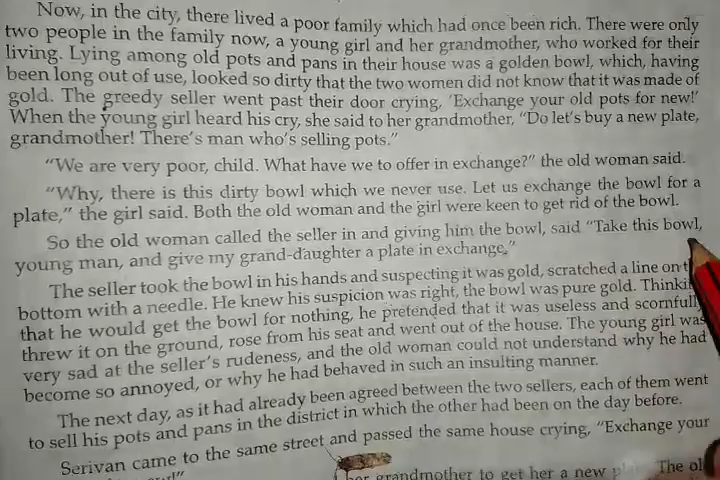 Now, in the city, there lived a poor family which had once been rich. There were only
two people in the family now, a young girl and her grandmother, who worked for their
living. Lying among old pots and pans in their house was a golden bowl, which, having
been long out of use, looked so dirty that the two women did not know that it was made of
gold. The greedy seller went past their door crying, 'Exchange your old pots for new!'
When the young girl heard his cry, she said to her grandmother, "Do let's buy a new plate,
grandmother! There's man who's selling pots."
"We are very poor, child. What have we to offer in exchange?" the old woman said.
"Why, there is this dirty bowl which we never use. Let us exchange the bowl for a
plate," the girl said. Both the old woman and the girl were keen to get rid of the bowl.
So the old woman called the seller in and giving him the bowl, said "Take this bowl,
young man, and give my grand-daughter a plate in exchange,"
The seller took the bowl in his hands and suspecting it was gold, scratched a line on
bottom with a needle. He knew his suspicion was right, the bowl was pure gold.
that he would get the bowl for nothing, he pretended that it was useless and scornfully
threw it on the ground, rose from his seat and went out of the house. The young girl was
very sad at the seller's rudeness, and the old woman could not understand why he had
become so annoyed, or why he had behaved in such an insulting manner.
The next day, as it had already been agreed between the two sellers, each of them went
to sell his pots and pans in the district in which the other had been on the day before.
Serivan came to the same street and passed the same house crying, "Exchange your
her grandmother to get her a new The